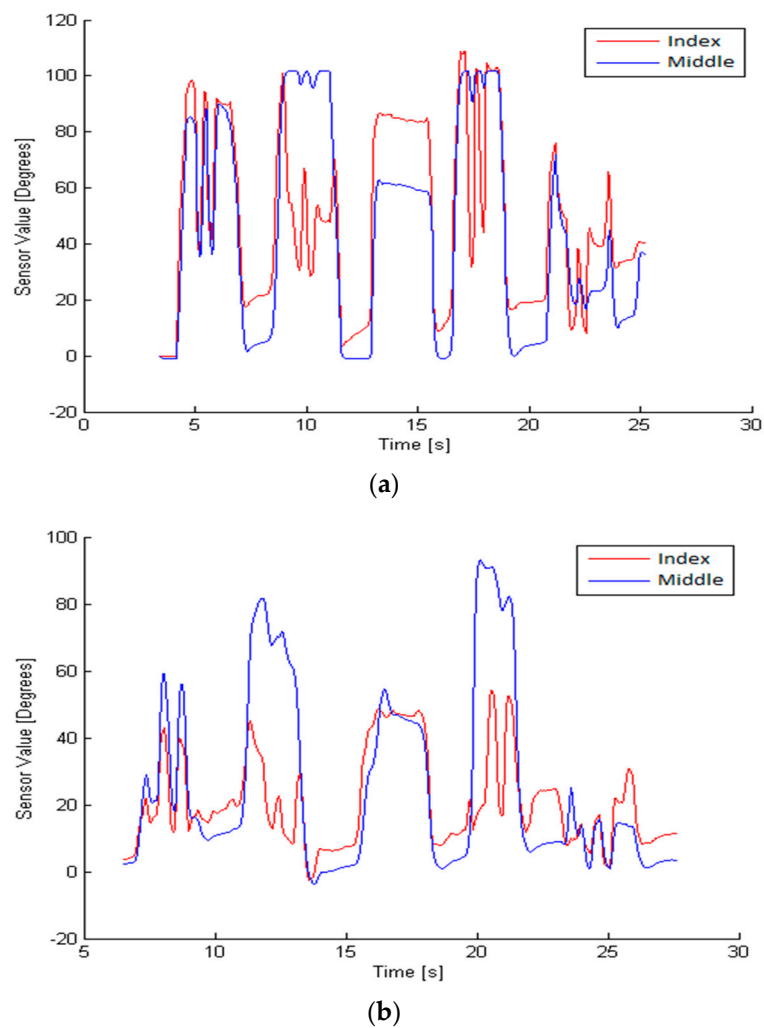 120
100
80
60
40
20
0
-20
Sensor Value [Degrees]
Index
Middle
0 5 10 15 20 25 30
Time [s]
(a)
100
80
60
40
20
0
-20
Sensor Value [Degrees]
Index
Middle
5 10 15 20 25 30
Time [s]
(b)